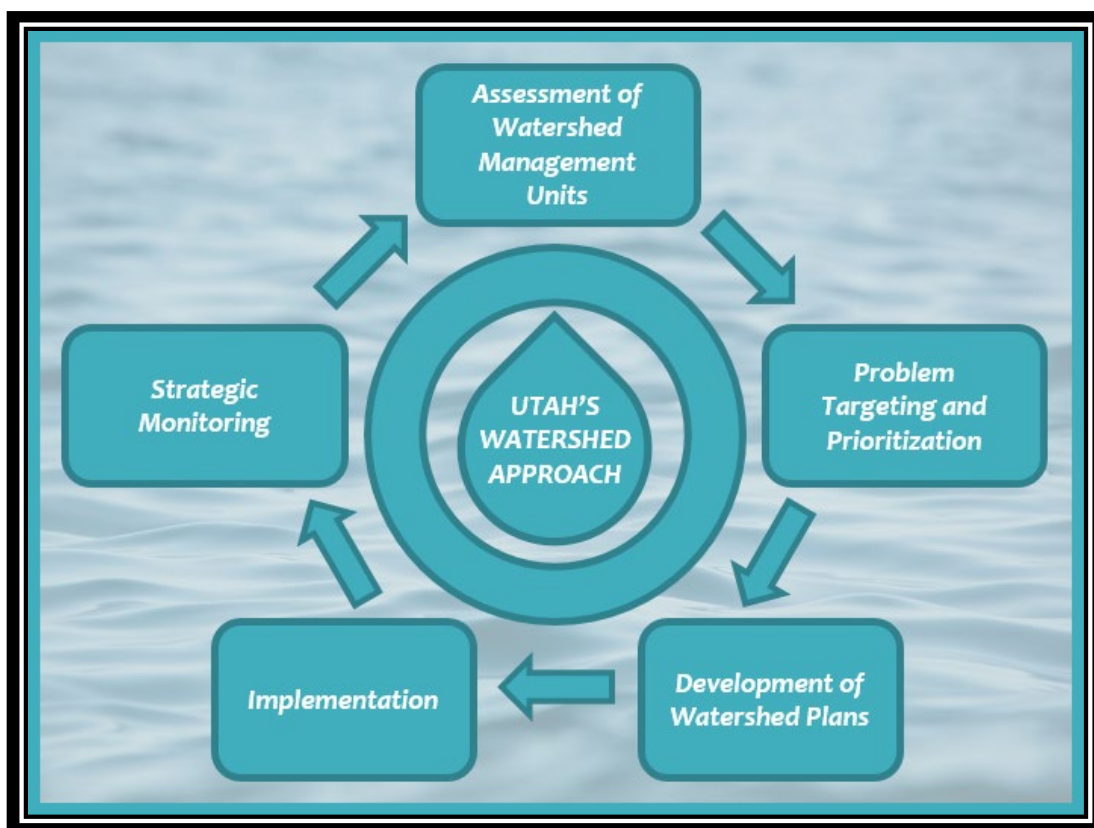 Assessment of
Watershed
Management
Units
Problem
Targeting and
Prioritization
Development of
Watershed Plans
Implementation
Strategic
Monitoring
UTAH'S
WATERSHED
APPROACH